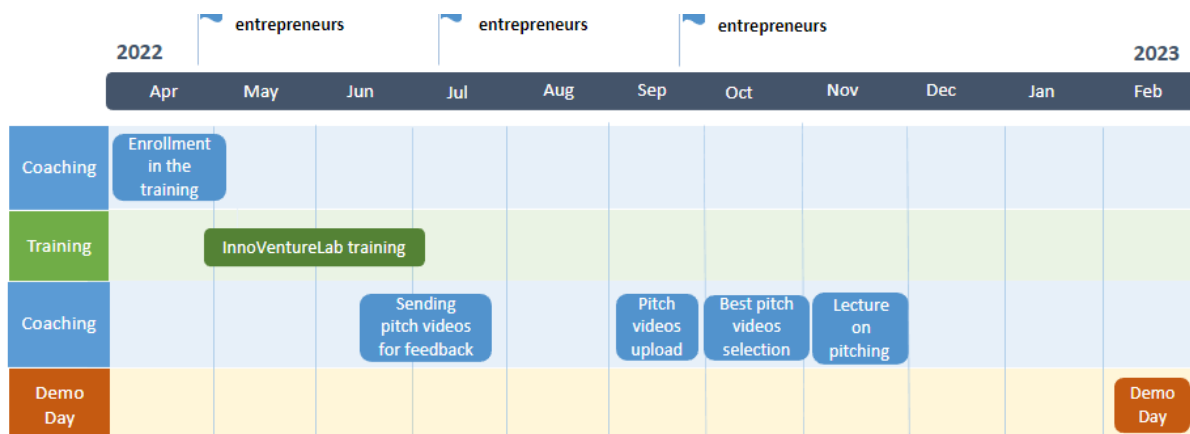 entrepreneurs
entrepreneurs
entrepreneurs
2022
2023
Apr May Jun Jul Aug Sep Oct Nov Dec Jan Feb
Coaching
Enrollment
in the
training
Training
InnoVentureLab training
Coaching
Sending
pitch videos
for feedback
Pitch
videos
upload
Best pitch
videos
selection
Lecture
on
pitching
Demo
Day
Demo
Day